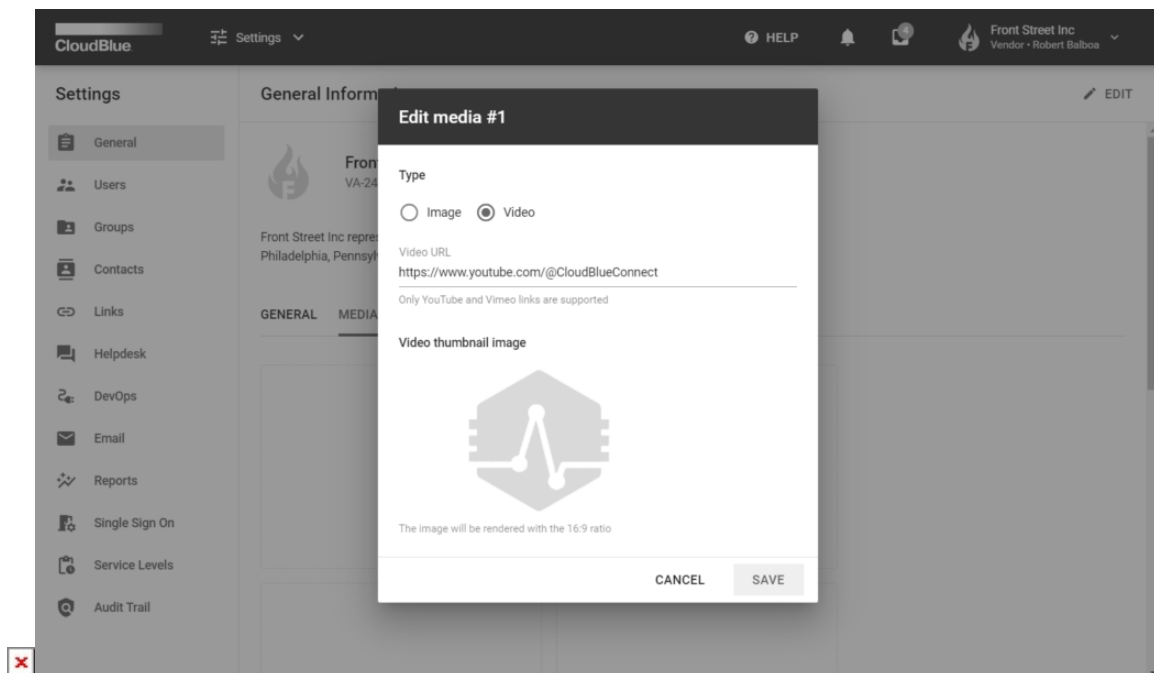 CloudBlue
Settings
HELP
4
Front Street Inc
Vendor • Robert Balboa
Settings
General
Users
Groups
Contacts
Links
Helpdesk
DevOps
Email
Reports
Single Sign On
Service Levels
Audit Trail
General Inform
EDIT
Fron
VA-24
Front Street Inc repre
Philadelphia, Pennsyl
GENERAL MEDIA
Edit media #1
Type
Image Video
Video URL
https://www.youtube.com/@CloudBlueConnect
Only YouTube and Vimeo links are supported
Video thumbnail image
The image will be rendered with the 16:9 ratio
CANCEL SAVE